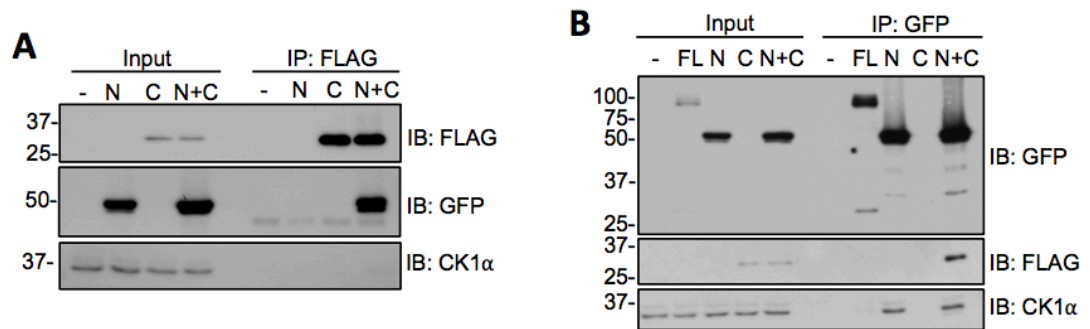 A
Input IP: FLAG
- N C N+C - N C N+C
37-
25-
IB: FLAG
50-
IB: GFP
37-
IB: CK1α
B
Input IP: GFP
- FL N C N+C - FL N C N+C
100-
75-
50-
37-
25-
IB: GFP
37-
25-
IB: FLAG
37-
IB: CK1α